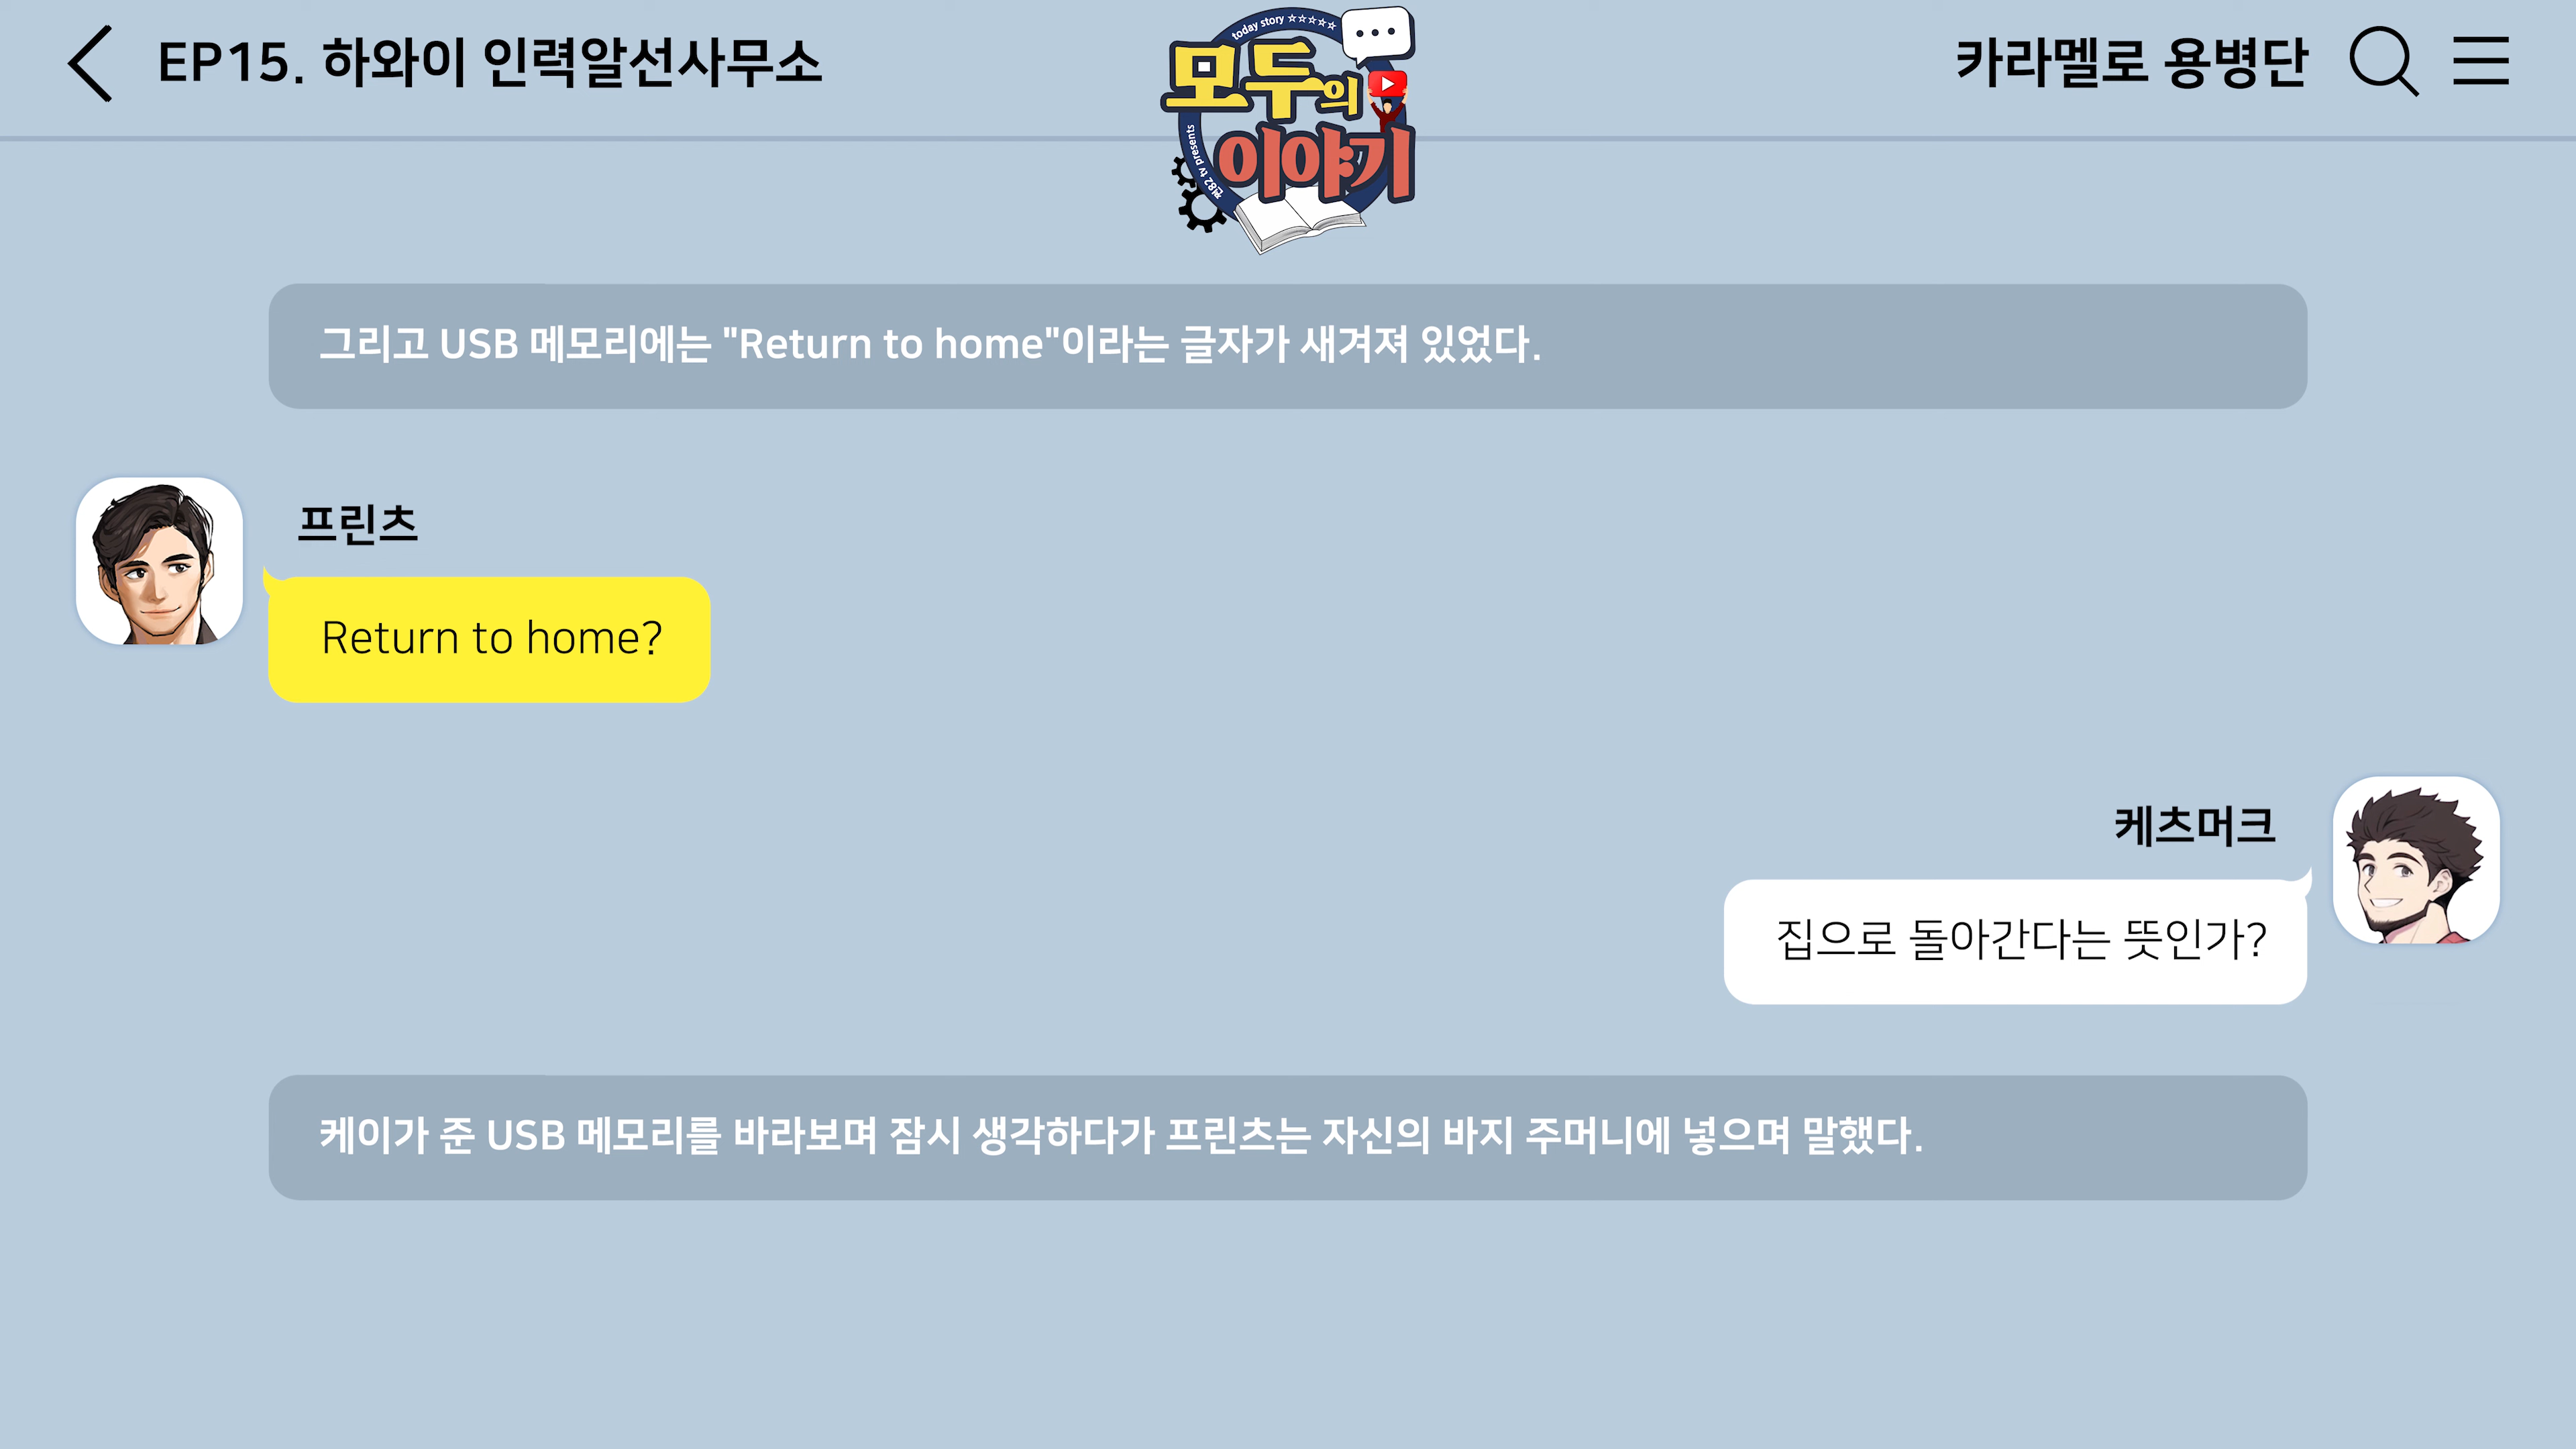 EP15. 하와이 인력알선사무소
today story ☆☆☆☆☆
모두의
이야기
tv presents
카라멜로 용병단
그리고 USB 메모리에는 "Return to home"이라는 글자가 새겨져 있었다.
프린츠
Return to home?
케츠머크
집으로 돌아간다는 뜻인가?
케이가 준 USB 메모리를 바라보며 잠시 생각하다가 프린츠는 자신의 바지 주머니에 넣으며 말했다.